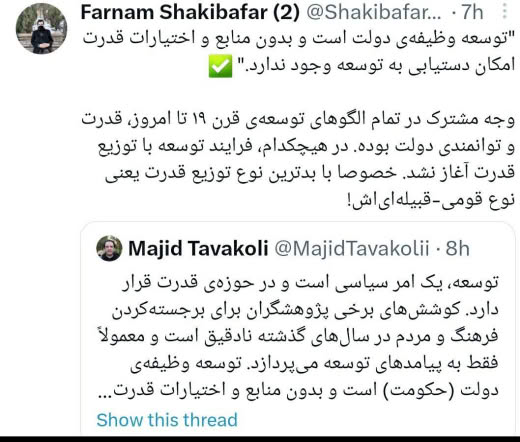 Farnam Shakibafar (2) @Shakibafar... · 7h
"توسعه وظیفه‌ی دولت است و بدون منابع و اختیارات قدرت
امکان دستیابی به توسعه وجود ندارد." ✅
وجه مشترک در تمام الگوهای توسعه‌ی قرن ۱۹ تا امروز، قدرت
و توانمندی دولت بوده. در هیچکدام، فرایند توسعه با توزیع
قدرت آغاز نشد. خصوصا با بدترین نوع توزیع قدرت یعنی
نوع قومی-قبیله‌ای‌اش!
Majid Tavakoli @MajidTavakolii · 8h
توسعه، یک امر سیاسی است و در حوزه‌ی قدرت قرار
دارد. کوشش‌های برخی پژوهشگران برای برجسته‌کردن
فرهنگ و مردم در سال‌های گذشته نادقیق است و معمولاً
فقط به پیامدهای توسعه می‌پردازد. توسعه وظیفه‌ی
دولت (حکومت) است و بدون منابع و اختیارات قدرت...
Show this thread